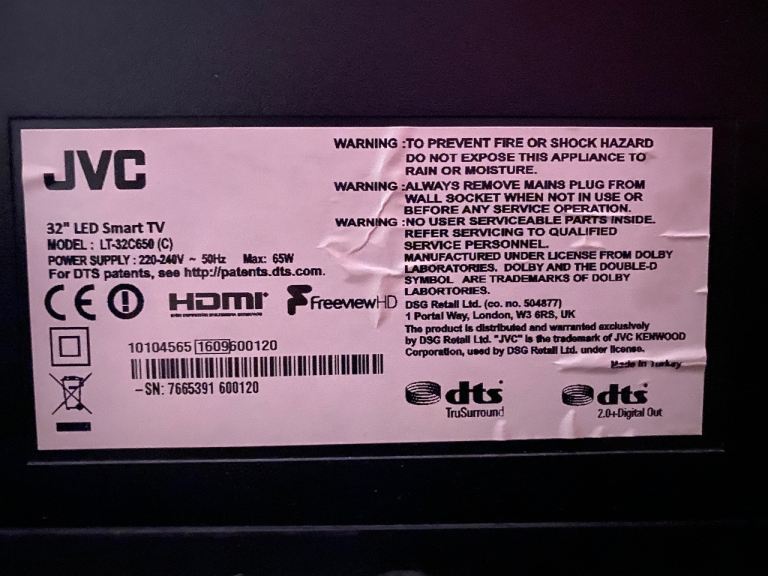 JVC
32" LED Smart TV
MODEL : LT-32C650 (C)
POWER SUPPLY : 220-240V ~ 50Hz Max: 65W
For DTS patents, see http://patents.dts.com.
CE
HDMI
FreeviewHD
10104565 1609 600120
-SN: 7665391 600120
WARNING :TO PREVENT FIRE OR SHOCK HAZARD
DO NOT EXPOSE THIS APPLIANCE TO
RAIN OR MOISTURE.
WARNING :ALWAYS REMOVE MAINS PLUG FROM
WALL SOCKET WHEN NOT IN USE OR
BEFORE ANY SERVICE OPERATION.
WARNING :NO USER SERVICEABLE PARTS INSIDE.
REFER SERVICING TO QUALIFIED
SERVICE PERSONNEL.
MANUFACTURED UNDER LICENSE FROM DOLBY
LABORATORIES. DOLBY AND THE DOUBLE-D
SYMBOL ARE TRADEMARKS OF DOLBY
LABORTORIES.
DSG Retail Ltd. (co. no. 504877)
1 Portal Way, London, W3 6RS, UK
The product is distributed and warranted exclusively
by DSG Retail Ltd. "JVC" is the trademark of JVC KENWOOD
Corporation, used by DSG Retail Ltd. under license.
Made in Turkey
dts
TruSurround
dts
2.0+Digital Out